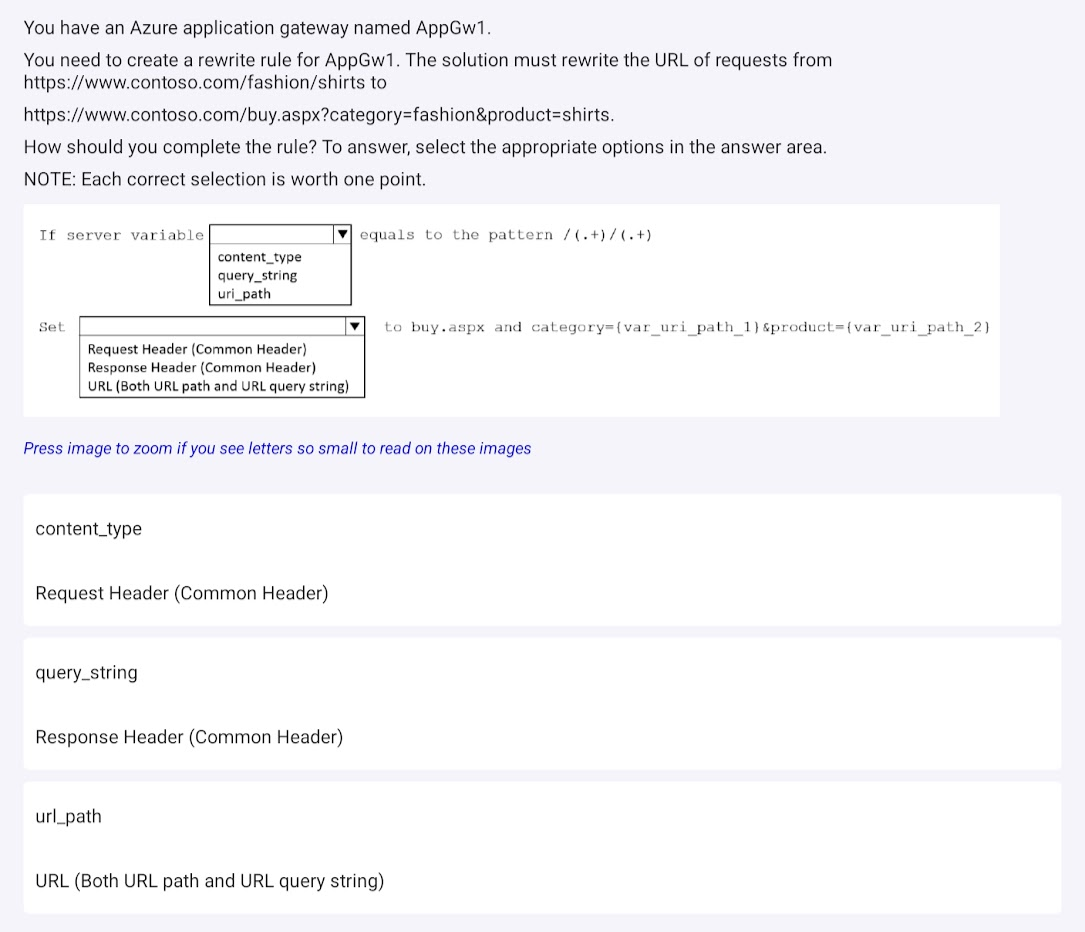 You have an Azure application gateway named AppGw1.
You need to create a rewrite rule for AppGw1. The solution must rewrite the URL of requests from
https://www.contoso.com/fashion/shirts to
https://www.contoso.com/buy.aspx?category=fashion&product=shirts.
How should you complete the rule? To answer, select the appropriate options in the answer area.
NOTE: Each correct selection is worth one point.
If server variable equals to the pattern /(.+)/(.+)
content_type
query_string
uri_path
Set to buy.aspx and category={var_uri_path_1}&product={var_uri_path_2}
Request Header (Common Header)
Response Header (Common Header)
URL (Both URL path and URL query string)
Press image to zoom if you see letters so small to read on these images
content_type
Request Header (Common Header)
query_string
Response Header (Common Header)
url_path
URL (Both URL path and URL query string)